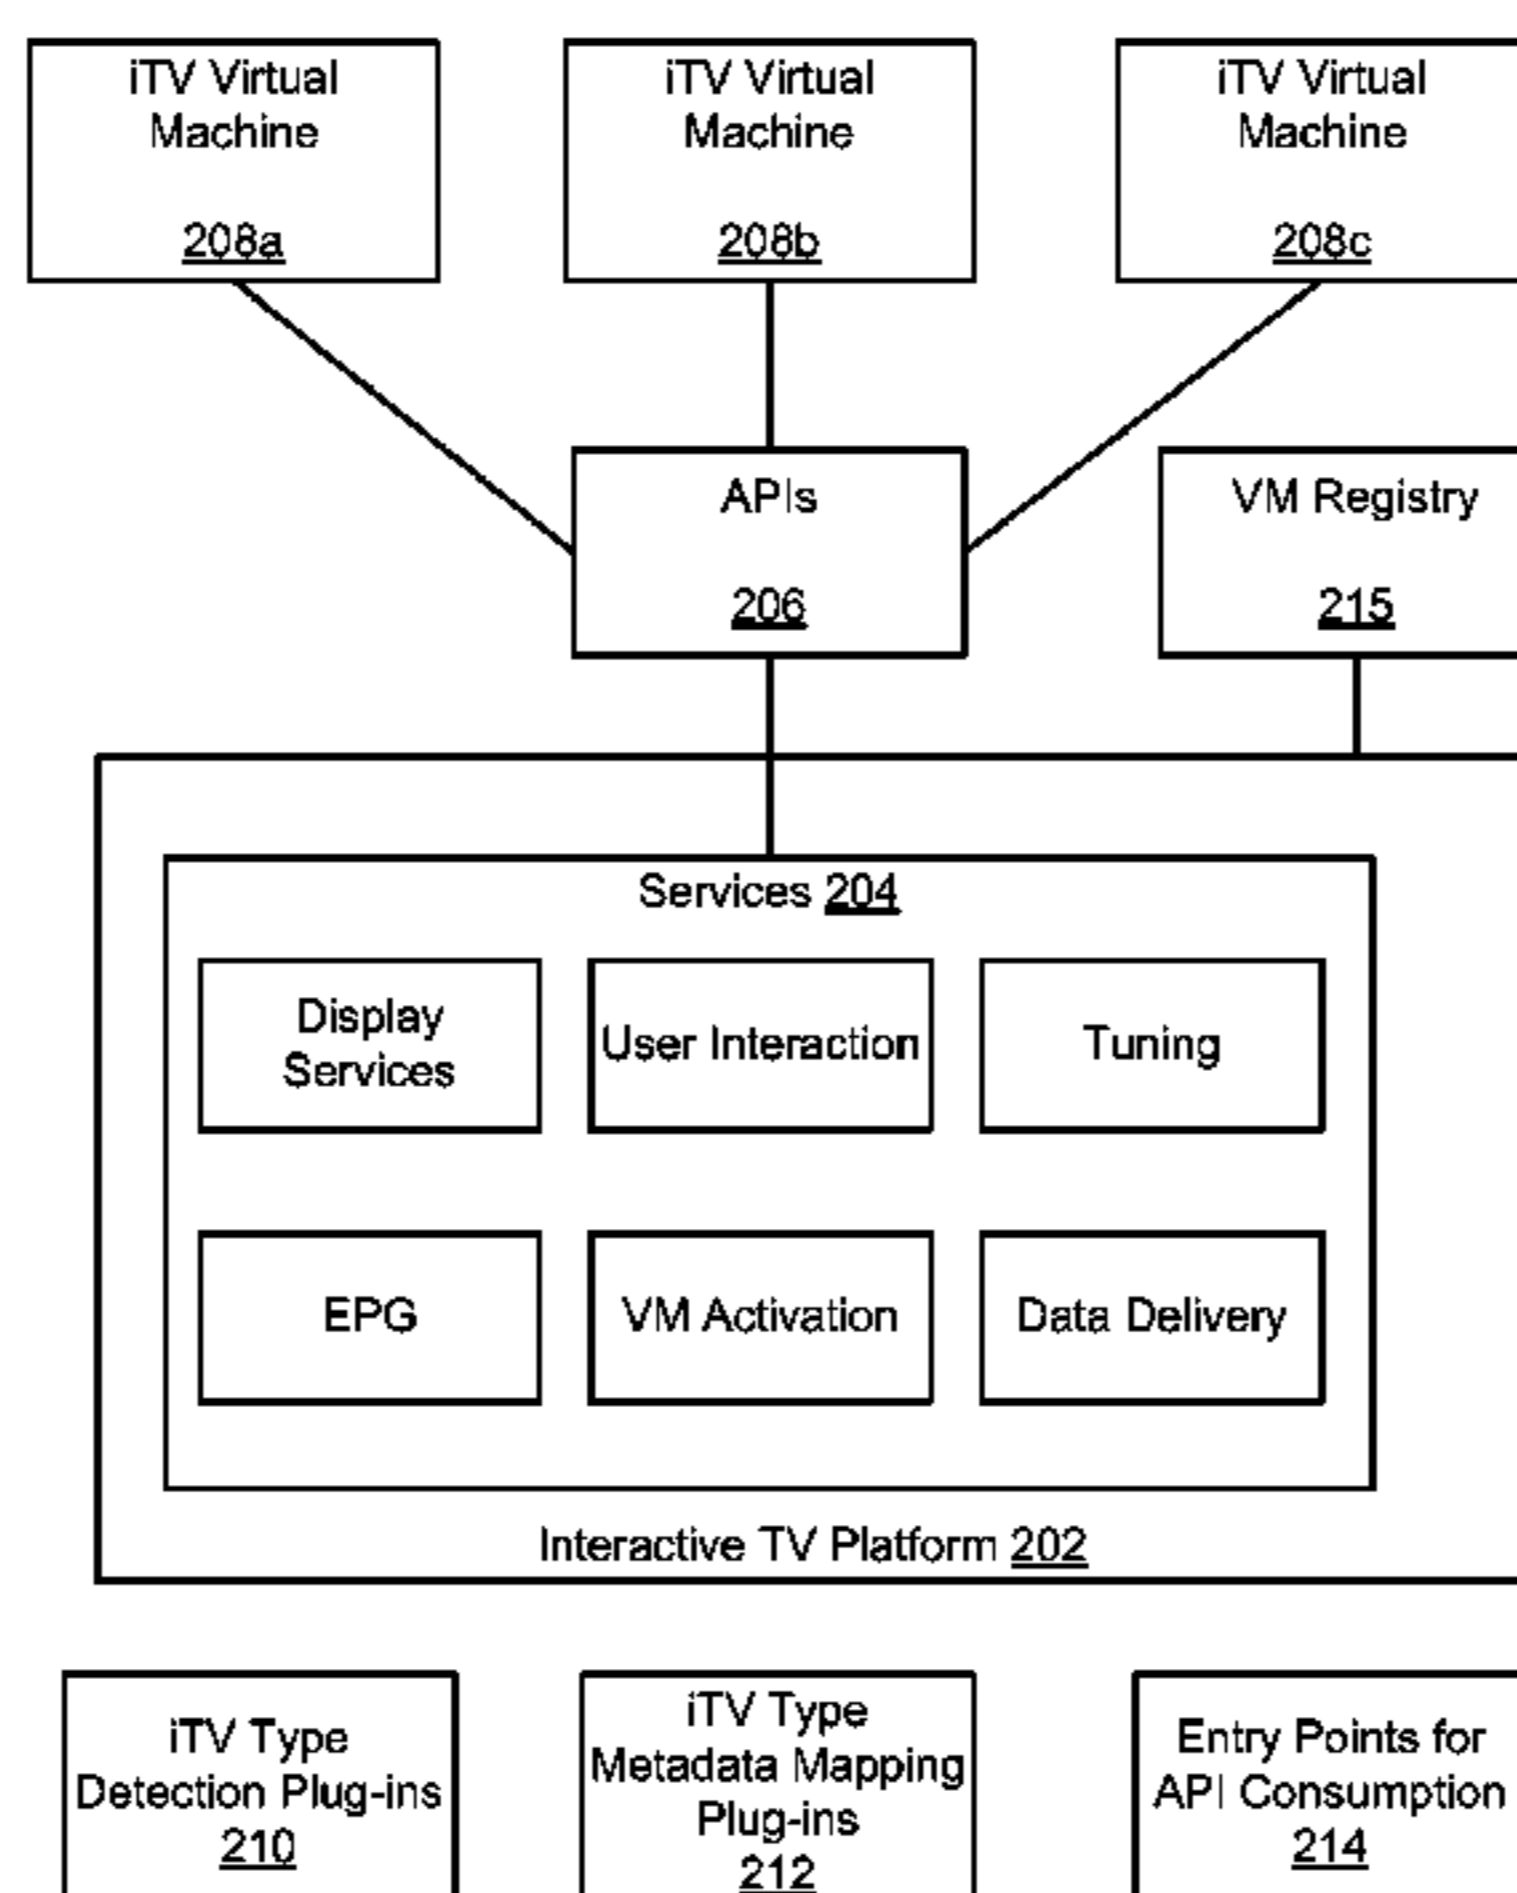 iTV Virtual
Machine
208a
iTV Virtual
Machine
208b
iTV Virtual
Machine
208c
APIs
206
VM Registry
215
Services 204
Display
Services
User Interaction
Tuning
EPG
VM Activation
Data Delivery
Interactive TV Platform 202
iTV Type
Detection Plug-ins
210
iTV Type
Metadata Mapping
Plug-ins
212
Entry Points for
API Consumption
214